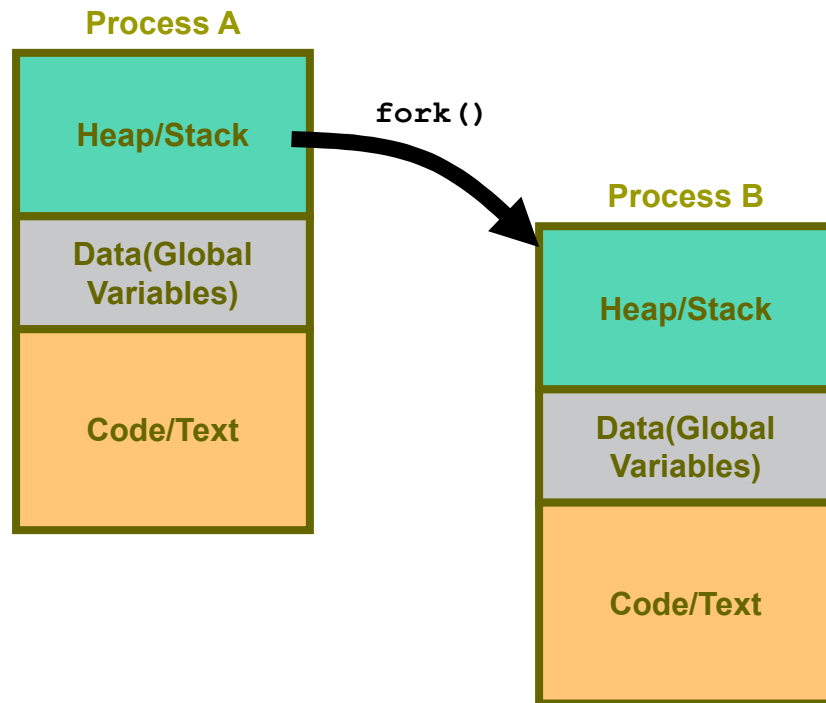 Process A
Heap/Stack
Data(Global
Variables)
Code/Text
fork()
Process B
Heap/Stack
Data(Global
Variables)
Code/Text